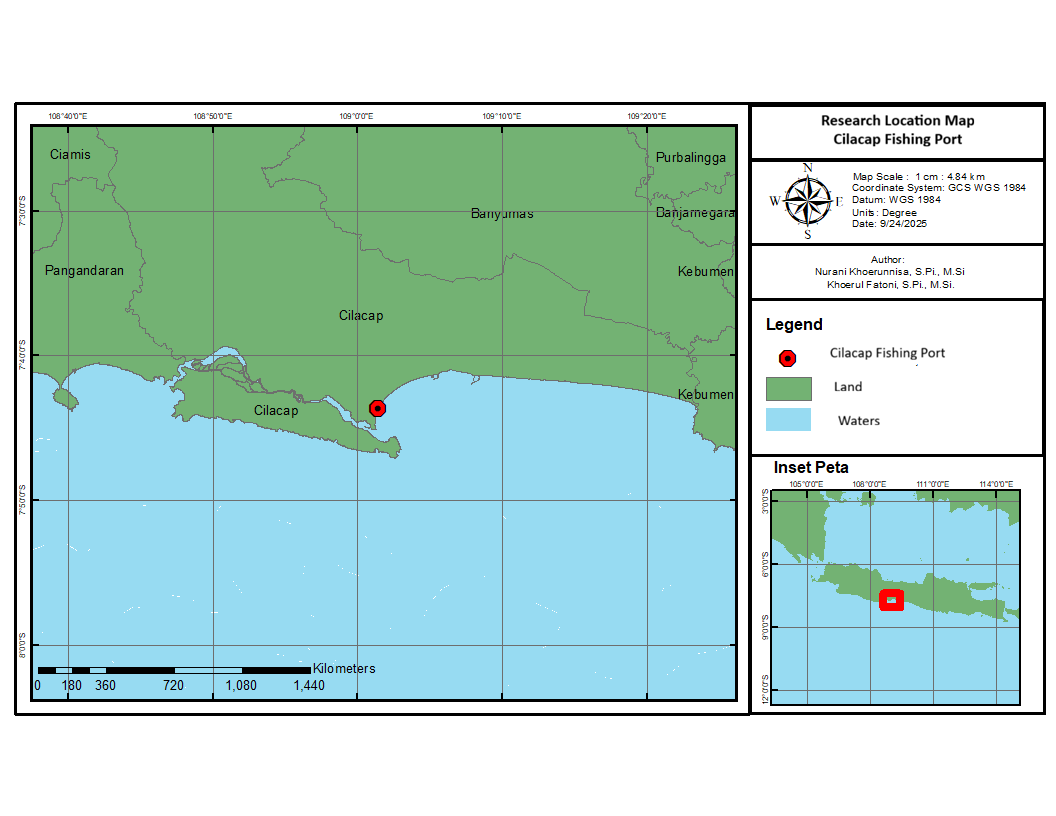 108°40'0"E 108°50'0"E 109°0'0"E 109°10'0"E 109°20'0"E
7°30'0"S
7°40'0"S
7°50'0"S
8°0'0"S
Ciamis
Purbalingga
Banyumas
Banjarnegara
Pangandaran
Kebumen
Cilacap
Kebumen
Cilacap
Kilometers
0 180 360 720 1,080 1,440
Research Location Map
Cilacap Fishing Port
N
W E
S
Map Scale : 1 cm : 4.84 km
Coordinate System: GCS WGS 1984
Datum: WGS 1984
Units : Degree
Date: 9/24/2025
Author:
Nurani Khoerunnisa, S.Pi., M.Si
Khoerul Fatoni, S.Pi., M.Si.
Legend
Cilacap Fishing Port
Land
Waters
Inset Peta
105°0'0"E 108°0'0"E 111°0'0"E 114°0'0"E
3°0'0"S
6°0'0"S
9°0'0"S
12°0'0"S